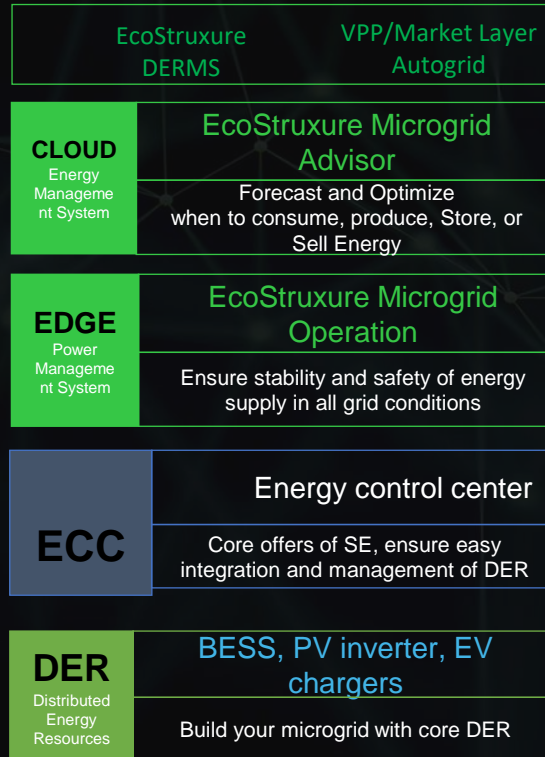 EcoStruxure
DERMS
VPP/Market Layer
Autogrid
CLOUD
Energy
Manageme
nt System
EcoStruxure Microgrid
Advisor
Forecast and Optimize
when to consume, produce, Store, or
Sell Energy
EDGE
Power
Manageme
nt System
EcoStruxure Microgrid
Operation
Ensure stability and safety of energy
supply in all grid conditions
ECC
Energy control center
Core offers of SE, ensure easy
integration and management of DER
DER
Distributed
Energy
Resources
BESS, PV inverter, EV
chargers
Build your microgrid with core DER